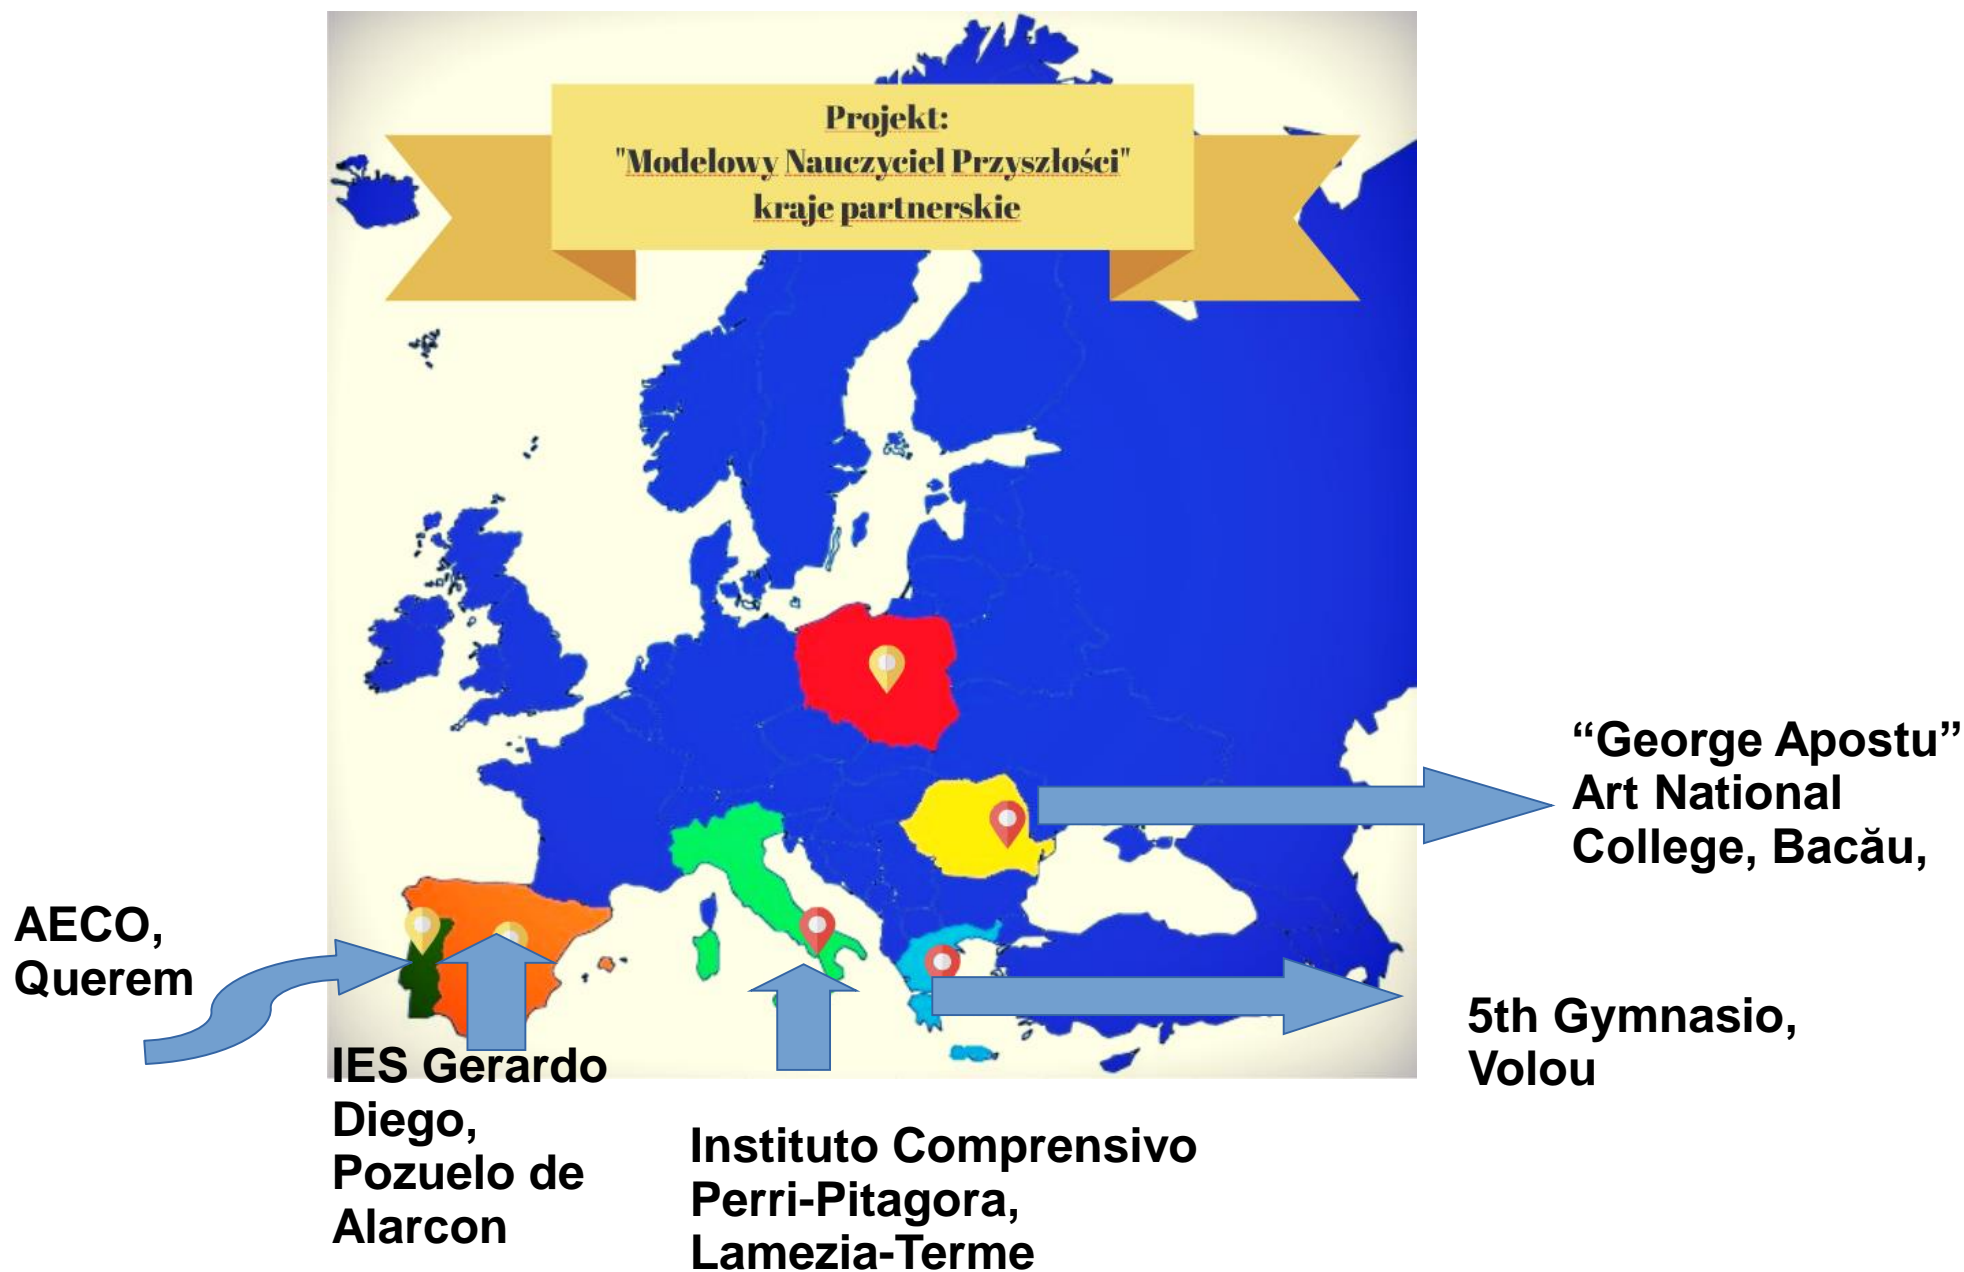 Projekt:
"Modelowy Nauczyciel Przyszłości"
kraje partnerskie
“George Apostu”
Art National
College, Bacău,
AECO,
Querem
5th Gymnasio,
Volou
IES Gerardo
Diego,
Pozuelo de
Alarcon
Instituto Comprensivo
Perri-Pitagora,
Lamezia-Terme